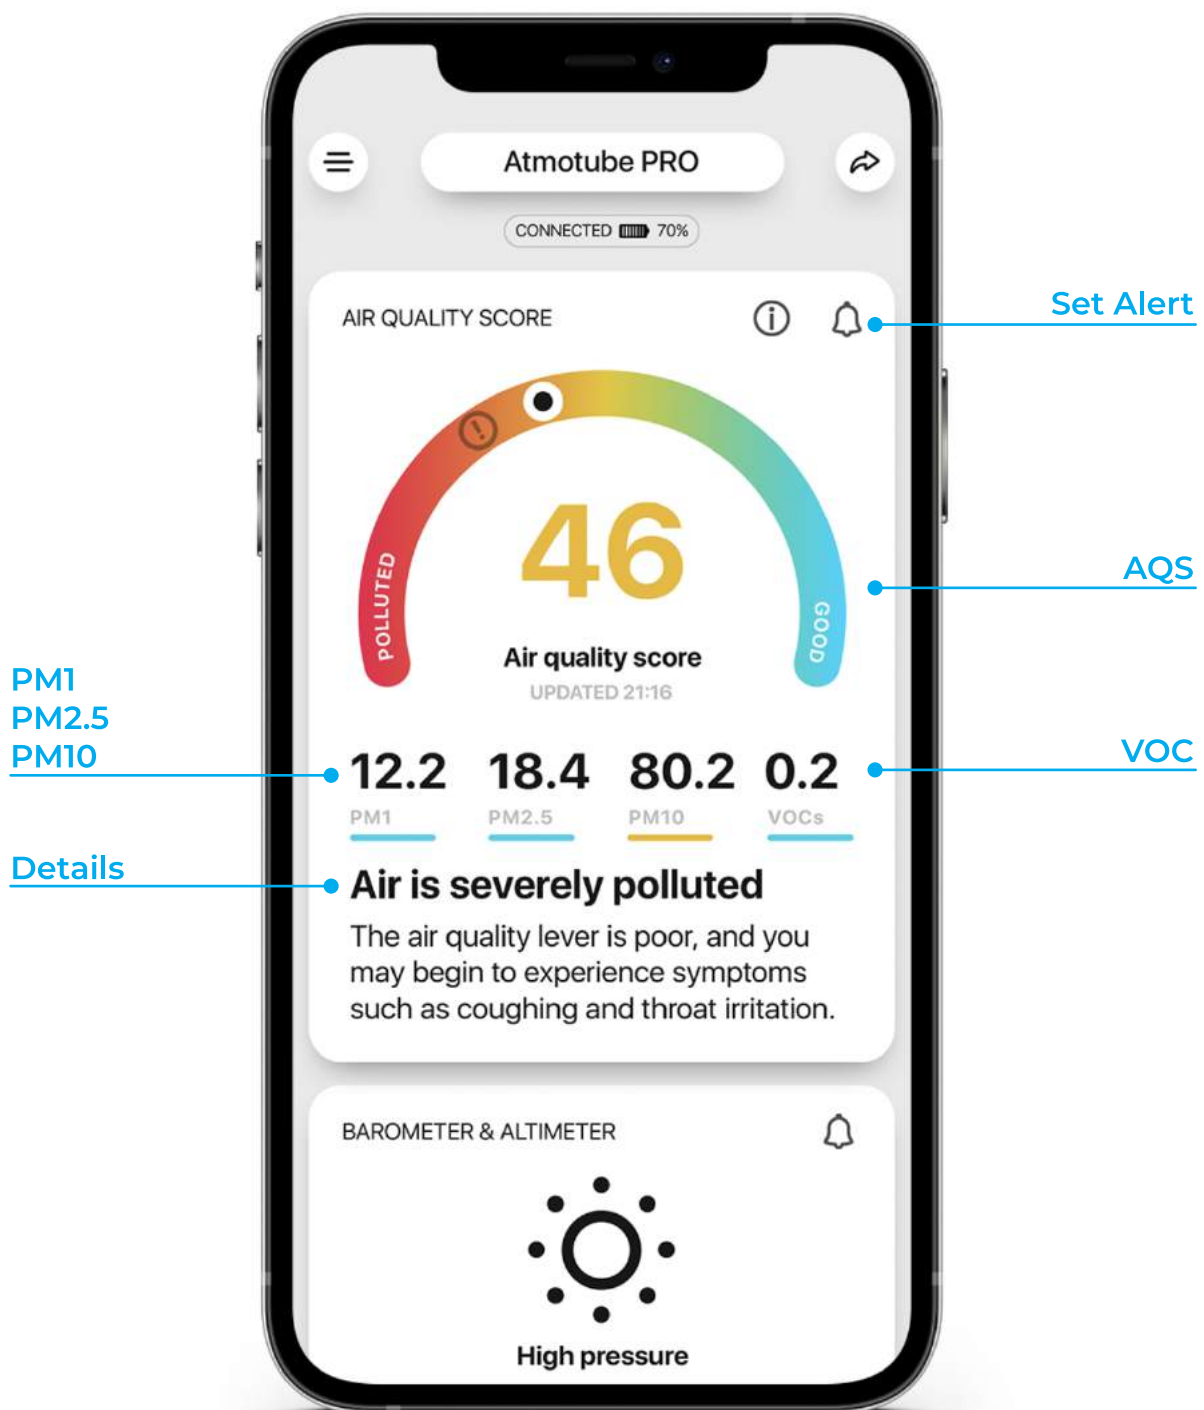 Atmotube PRO
CONNECTED 70%
AIR QUALITY SCORE
Set Alert
POLLUTED
46
GOOD
AQS
Air quality score
UPDATED 21:16
PM1
PM2.5
PM10
12.2 18.4 80.2 0.2
VOC
PM1 PM2.5 PM10 VOCs
Details
Air is severely polluted
The air quality lever is poor, and you
may begin to experience symptoms
such as coughing and throat irritation.
BAROMETER & ALTIMETER
High pressure